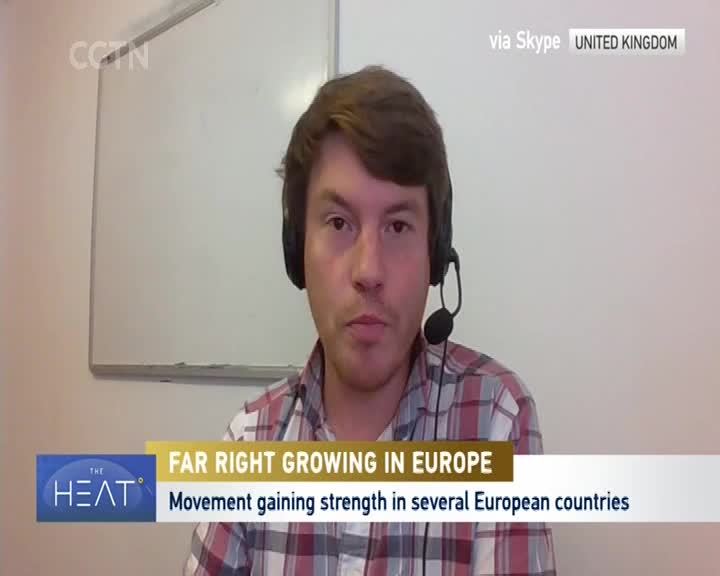 CGTN
via Skype UNITED KINGDOM
FAR RIGHT GROWING IN EUROPE
THE
HEAT
Movement gaining strength in several European countries